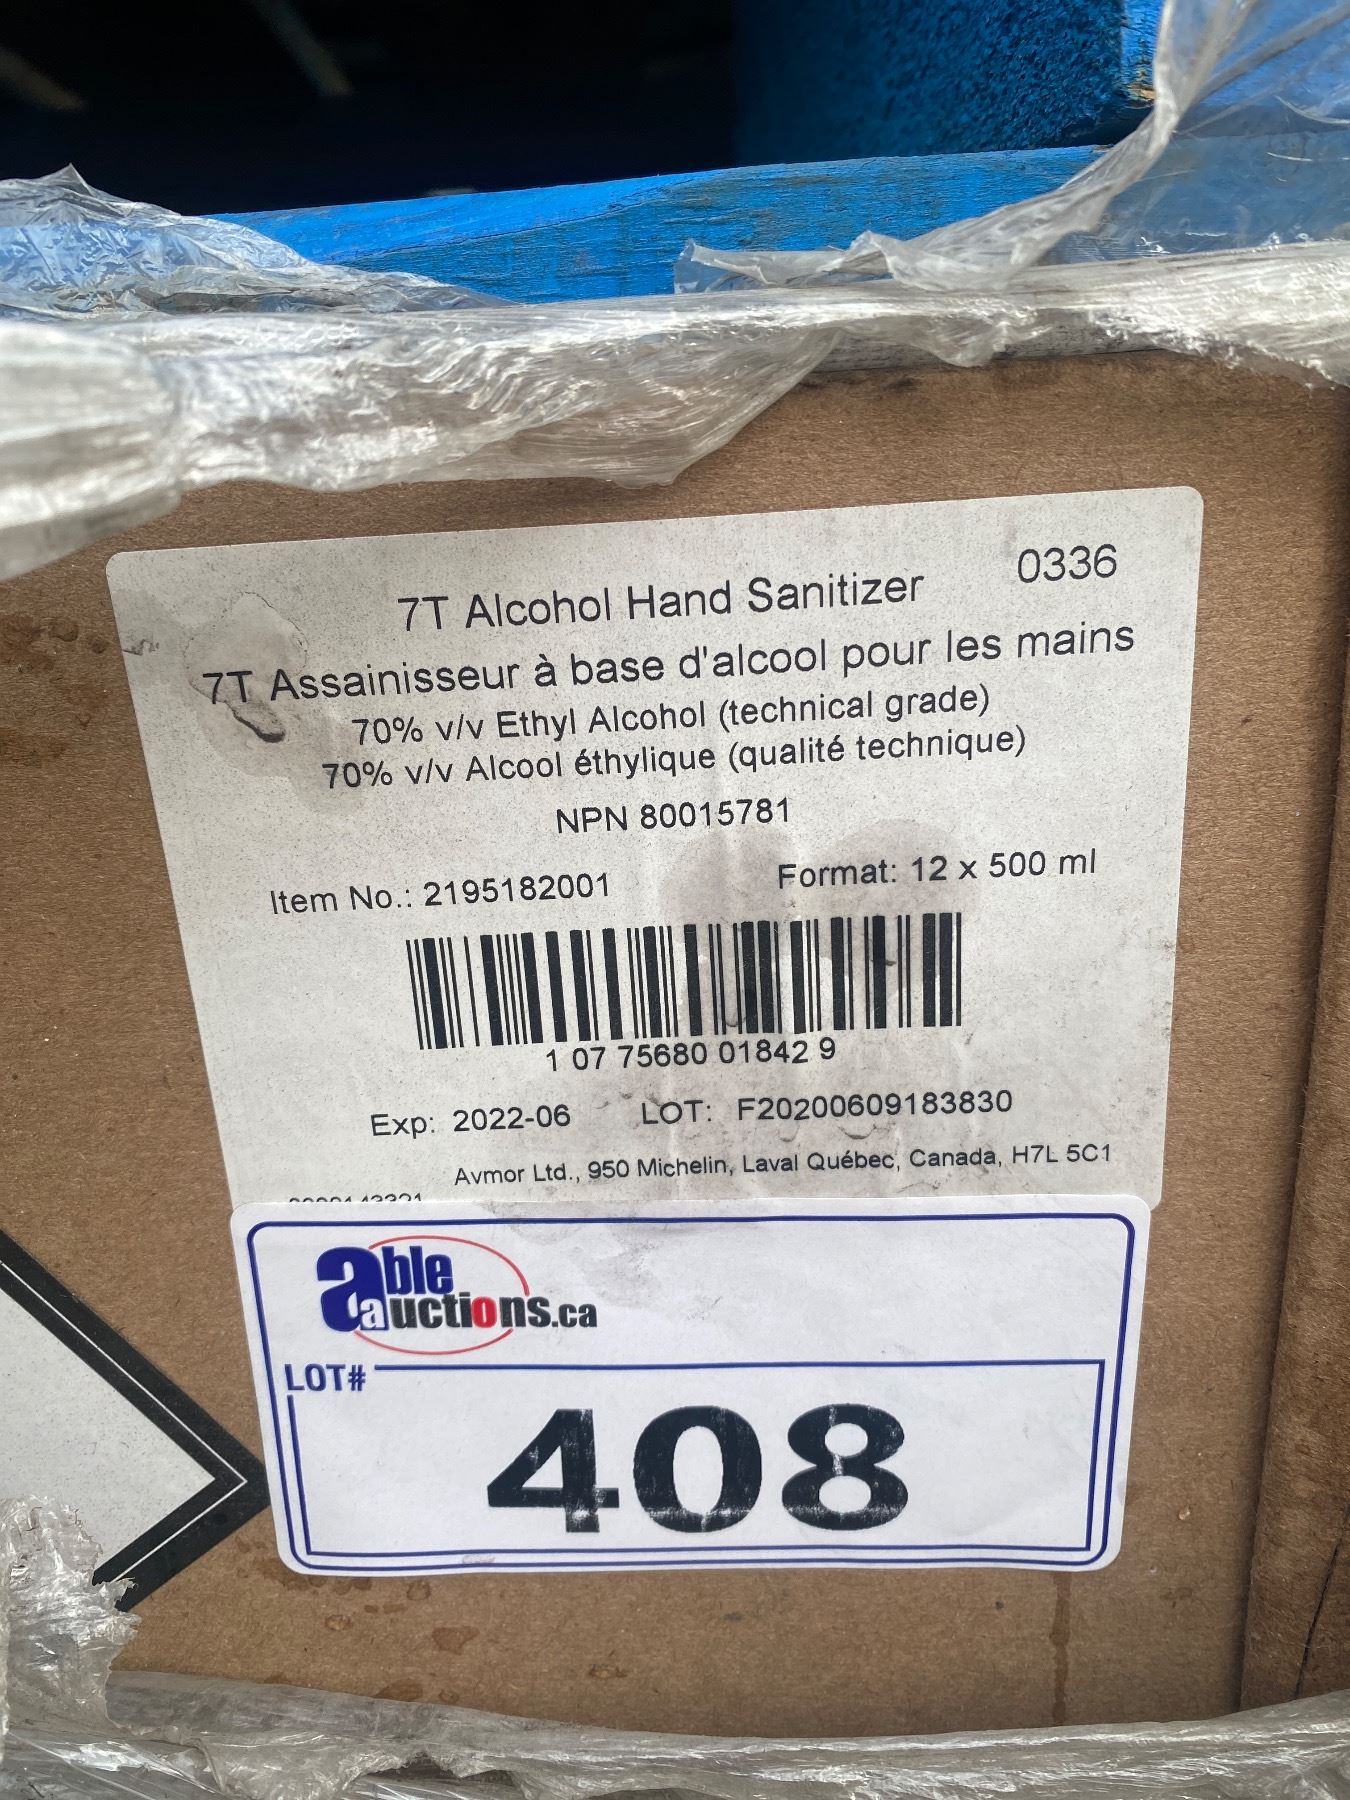 7T Alcohol Hand Sanitizer 0336
7T Assainisseur à base d'alcool pour les mains
70% v/v Ethyl Alcohol (technical grade)
70% v/v Alcool éthylique (qualité technique)
NPN 80015781
Item No.: 2195182001 Format: 12 x 500 ml
1 07 75680 01842 9
Exp: 2022-06 LOT: F20200609183830
Avmor Ltd., 950 Michelin, Laval Québec, Canada, H7L 5C1
able
auctions.ca
LOT#
408